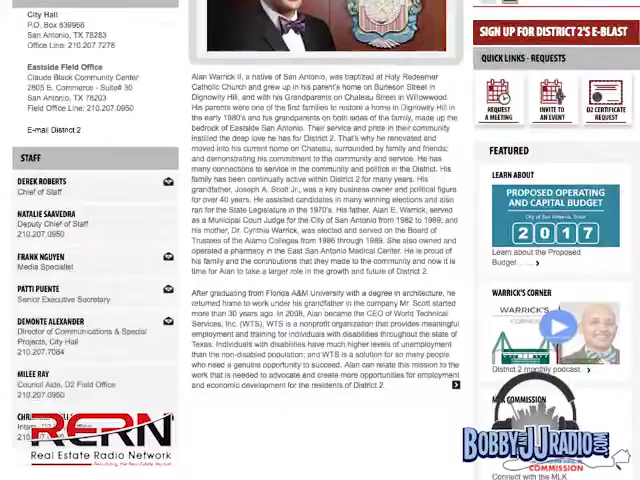 City Hall
P.O. Box 839966
San Antonio, TX 78283
Office Line: 210.207.7278
Eastside Field Office
Claude Black Community Center
2805 E. Commerce - Suite# 30
San Antonio, TX 78203
Field Office Line: 210.207.0950
E-mail District 2
STAFF
DEREK ROBERTS
Chief of Staff
NATALIE SAAVEDRA
Deputy Chief of Staff
210.207.0950
FRANK NGUYEN
Media Specialist
PATTI PUENTE
Senior Executive Secretary
DEMONTE ALEXANDER
Director of Communications & Special
Projects, City Hall
210.207.7084
MILEE RAY
Council Aide, D2 Field Office
210.207.0950
RERN
Real Estate Radio Network
Alan Warrick II, a native of San Antonio, was baptized at Holy Redeemer
Catholic Church and grew up in his parent's home on Burleson Street in
Dignowity Hill, and with his Grandparents on Chateau Street in Willowwood.
His parents were one of the first families to restore a home in Dignowity Hill in
the early 1980's and his grandparents on both sides of the family, made up the
bedrock of Eastside San Antonio. Their service and pride in their community
instilled the deep love he has for District 2. That's why he renovated and
moved into his current home on Chateau, surrounded by family and friends;
and demonstrating his commitment to the community and service. He has
many connections to service in the community and politics in the District. His
family has been continually active within District 2 for many years. His
grandfather, Joseph A. Scott Jr., was a key business owner and political figure
for over 40 years. He assisted candidates in many winning elections and also
ran for the State Legislature in the 1970's. His father, Alan E. Warrick, served
as a Municipal Court Judge for the City of San Antonio from 1982 to 1989; and
his mother, Dr. Cynthia Warrick, was elected and served on the Board of
Trustees of the Alamo Colleges from 1986 through 1989. She also owned and
operated a pharmacy in the East San Antonio Medical Center. He is proud of
his family and the contributions that they made to the community and now it is
time for Alan to take a larger role in the growth and future of District 2.
After graduating from Florida A&M University with a degree in architecture, he
returned home to work under his grandfather in the company Mr. Scott started
more than 30 years ago. In 2008, Alan became the CEO of World Technical
Services, Inc. (WTS), WTS is a nonprofit organization that provides meaningful
employment and training for individuals with disabilities throughout the state of
Texas. Individuals with disabilities have much higher levels of unemployment
than the non-disabled population; and WTS is a solution for so many people
who need a genuine opportunity to succeed. Alan can relate this mission to the
work that is needed to advocate and create more opportunities for employment
and economic development for the residents of District 2
SIGN UP FOR DISTRICT 2'S E-BLAST
QUICK LINKS - REQUESTS
REQUEST
A MEETING
INVITE TO
AN EVENT
D2 CERTIFICATE
REQUEST
FEATURED
LEARN ABOUT
PROPOSED OPERATING
AND CAPITAL BUDGET
City of San Antonio, Texas
2017
Learn about the Proposed
Budget ...
WARRICK'S CORNER
WARRICK'S
CORNER
District 2 monthly podcast.
MLK COMMISSION
BOBBY AND JJRADIO.COM
COMMISSION
Connect with the MLK